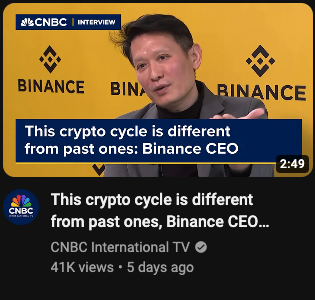 CNBC | INTERVIEW
BINANCE
BIN
BINANCE
This crypto cycle is different
from past ones: Binance CEO
2:49
CNBC
This crypto cycle is different
from past ones, Binance CEO...
CNBC International TV
41K views • 5 days ago